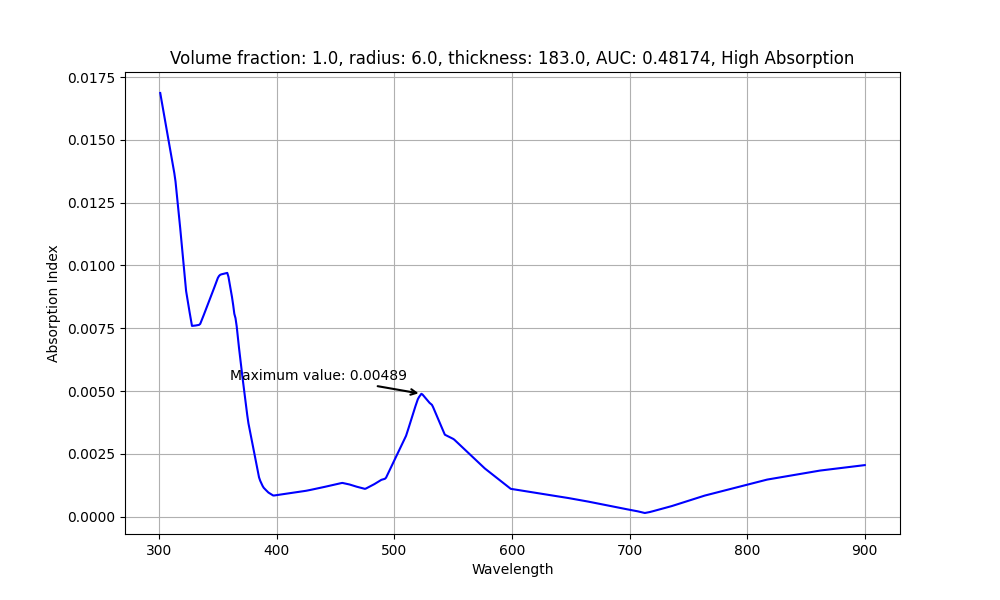 Volume fraction: 1.0, radius: 6.0, thickness: 183.0, AUC: 0.48174, High Absorption
0.0175
0.0150
0.0125
0.0100
0.0075
0.0050
0.0025
0.0000
Absorption Index
Maximum value: 0.00489
300 400 500 600 700 800 900
Wavelength